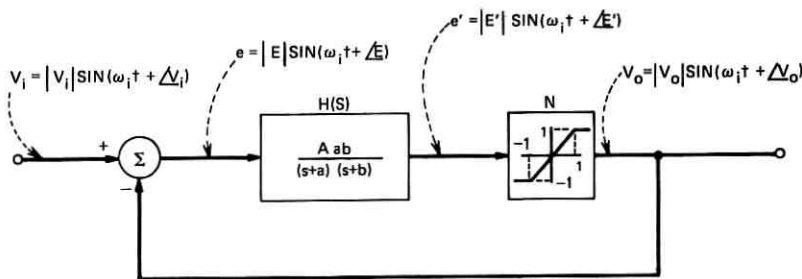 e' = |E'| SIN(ω_i t + ∠E')
e = |E| SIN(ω_i t + ∠E)
V_i = |V_i| SIN(ω_i t + ∠V_i)
V_o = |V_o| SIN(ω_i t + ∠V_o)
H(S)
N
+
Σ
−
A ab
(s+a) (s+b)
1
-1
1
-1